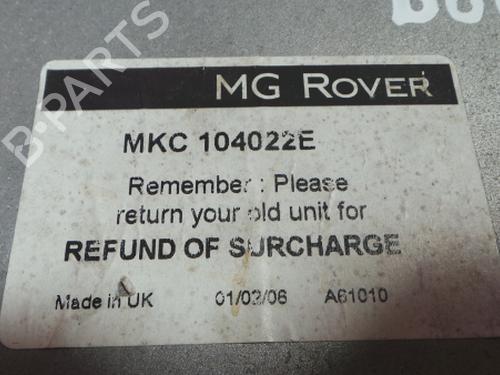 MG ROVER
MKC 104022E
Remember : Please
return your old unit for
REFUND OF SURCHARGE
Made in UK 01/02/06 A61010
B-Parts